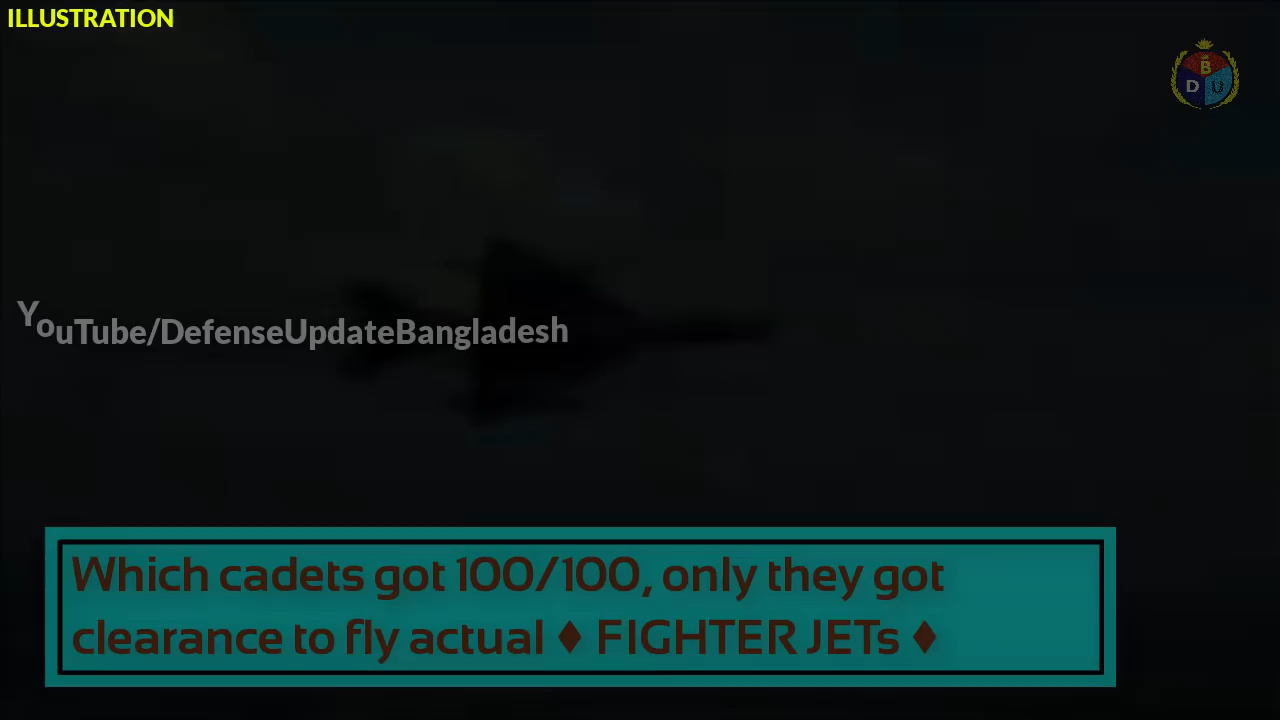 ILLUSTRATION
B
D U
YouTube/DefenseUpdateBangladesh
Which cadets got 100/100, only they got
clearance to fly actual ♦ FIGHTER JETs ♦